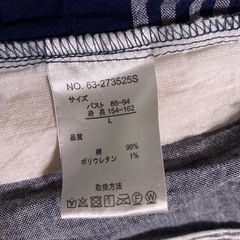 NO. 63-273525S
サイズ
バスト 86-94
身長 154-162
L
品質
綿 99%
ポリウレタン 1%
取扱方法